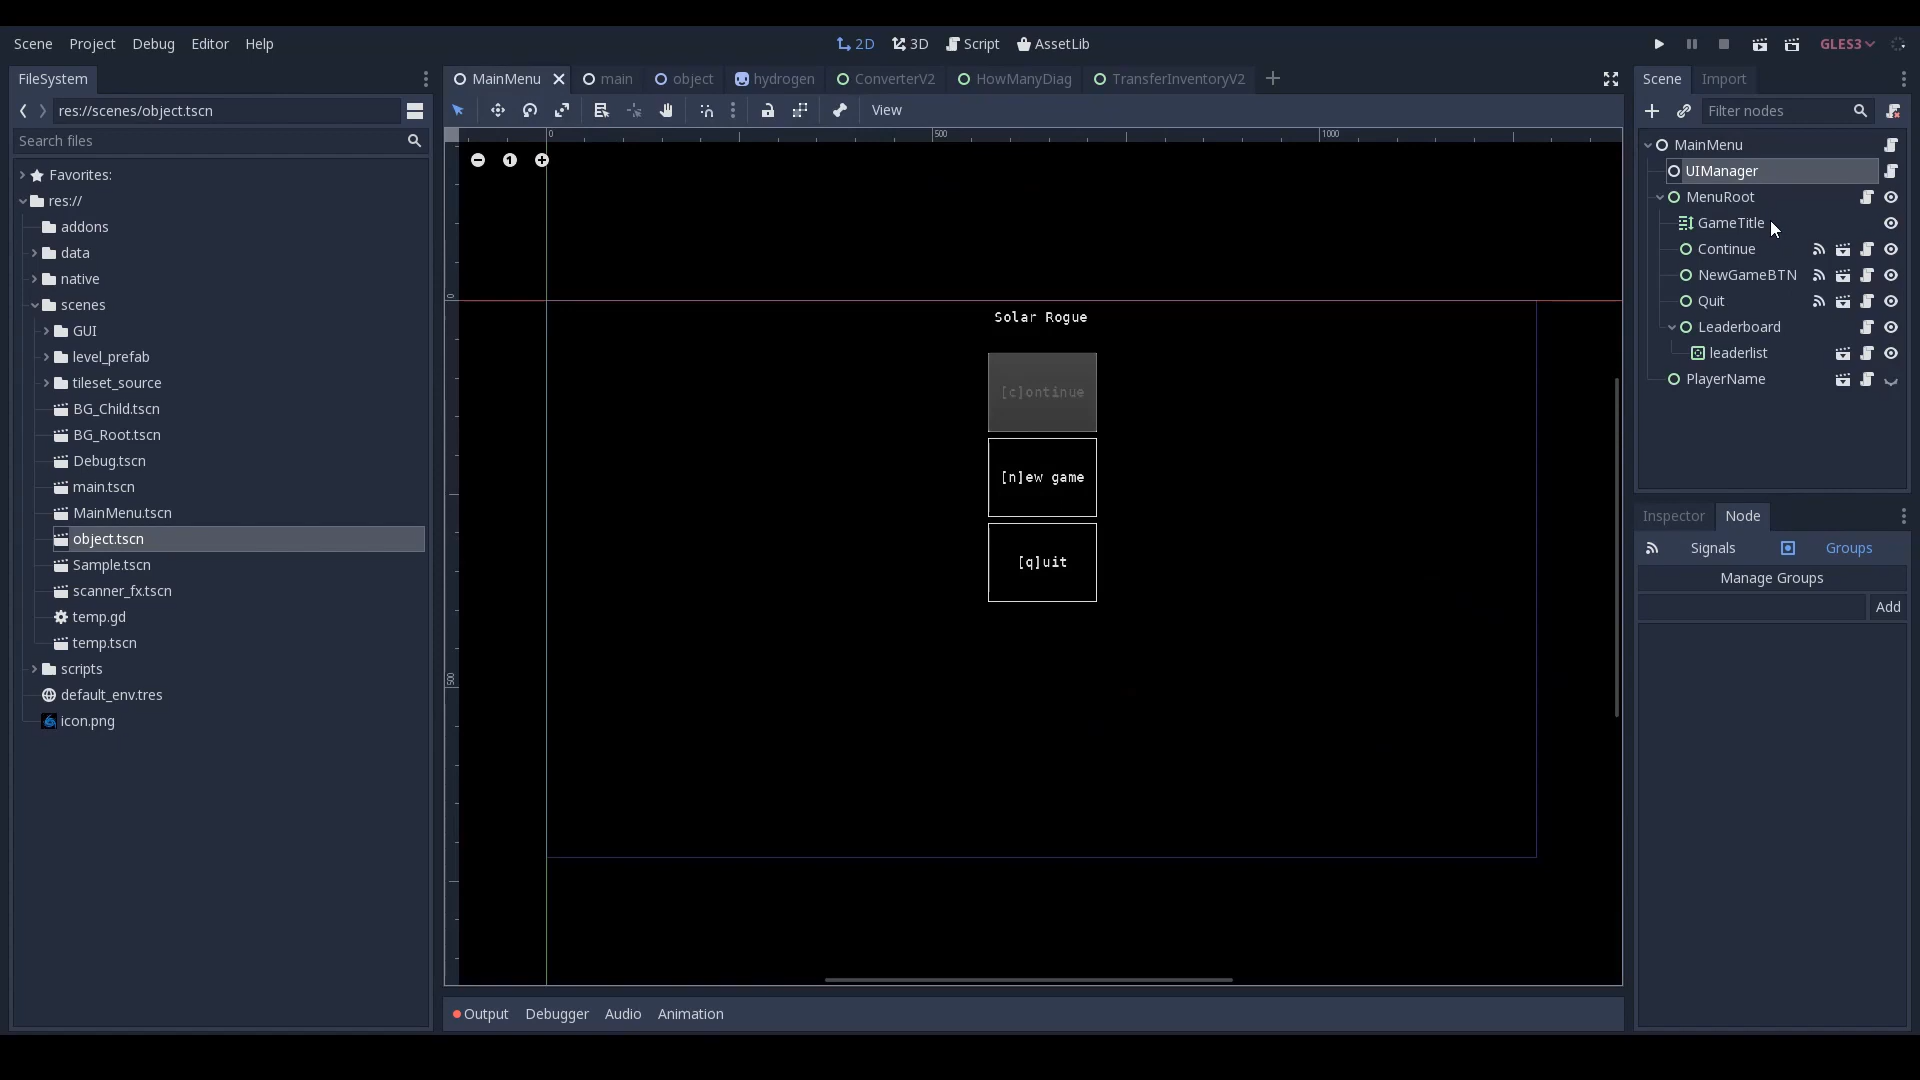 Scene Project Debug Editor Help 2D 3D Script AssetLib GLES3
FileSystem MainMenu main object hydrogen ConverterV2 HowManyDiag TransferInventoryV2 Scene Import
res://scenes/object.tscn View Filter nodes
Search files
0 500 1000
Favorites:
res://
addons
data
native
scenes
GUI
level_prefab
tileset_source
BG_Child.tscn
BG_Root.tscn
Debug.tscn
main.tscn
MainMenu.tscn
object.tscn
Sample.tscn
scanner_fx.tscn
temp.gd
temp.tscn
scripts
default_env.tres
icon.png
1
0
500
Solar Rogue
[c]ontinue
[n]ew game
[q]uit
Output Debugger Audio Animation
MainMenu
UIManager
MenuRoot
GameTitle
Continue
NewGameBTN
Quit
Leaderboard
leaderlist
PlayerName
Inspector Node
Signals Groups
Manage Groups
Add